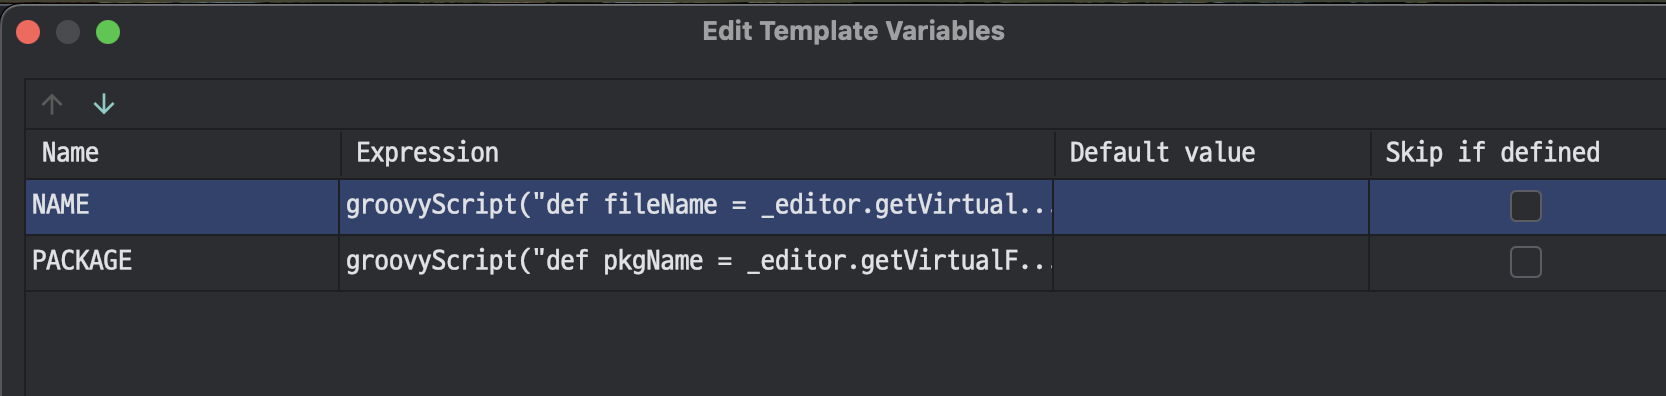 Edit Template Variables
Name Expression Default value Skip if defined
NAME groovyScript("def fileName = _editor.getVirtual...
PACKAGE groovyScript("def pkgName = _editor.getVirtualF...